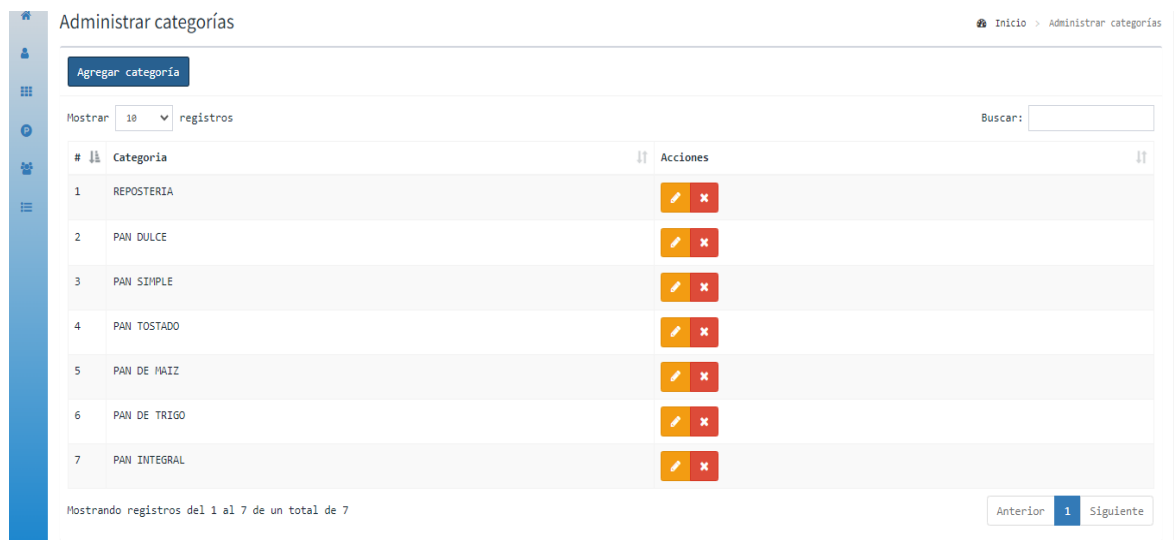 Administrar categorías
Inicio > Administrar categorías
Agregar categoría
Mostrar 10 registros
Buscar:
# Categoria Acciones
1 REPOSTERIA
2 PAN DULCE
3 PAN SIMPLE
4 PAN TOSTADO
5 PAN DE MAIZ
6 PAN DE TRIGO
7 PAN INTEGRAL
Mostrando registros del 1 al 7 de un total de 7
Anterior 1 Siguiente